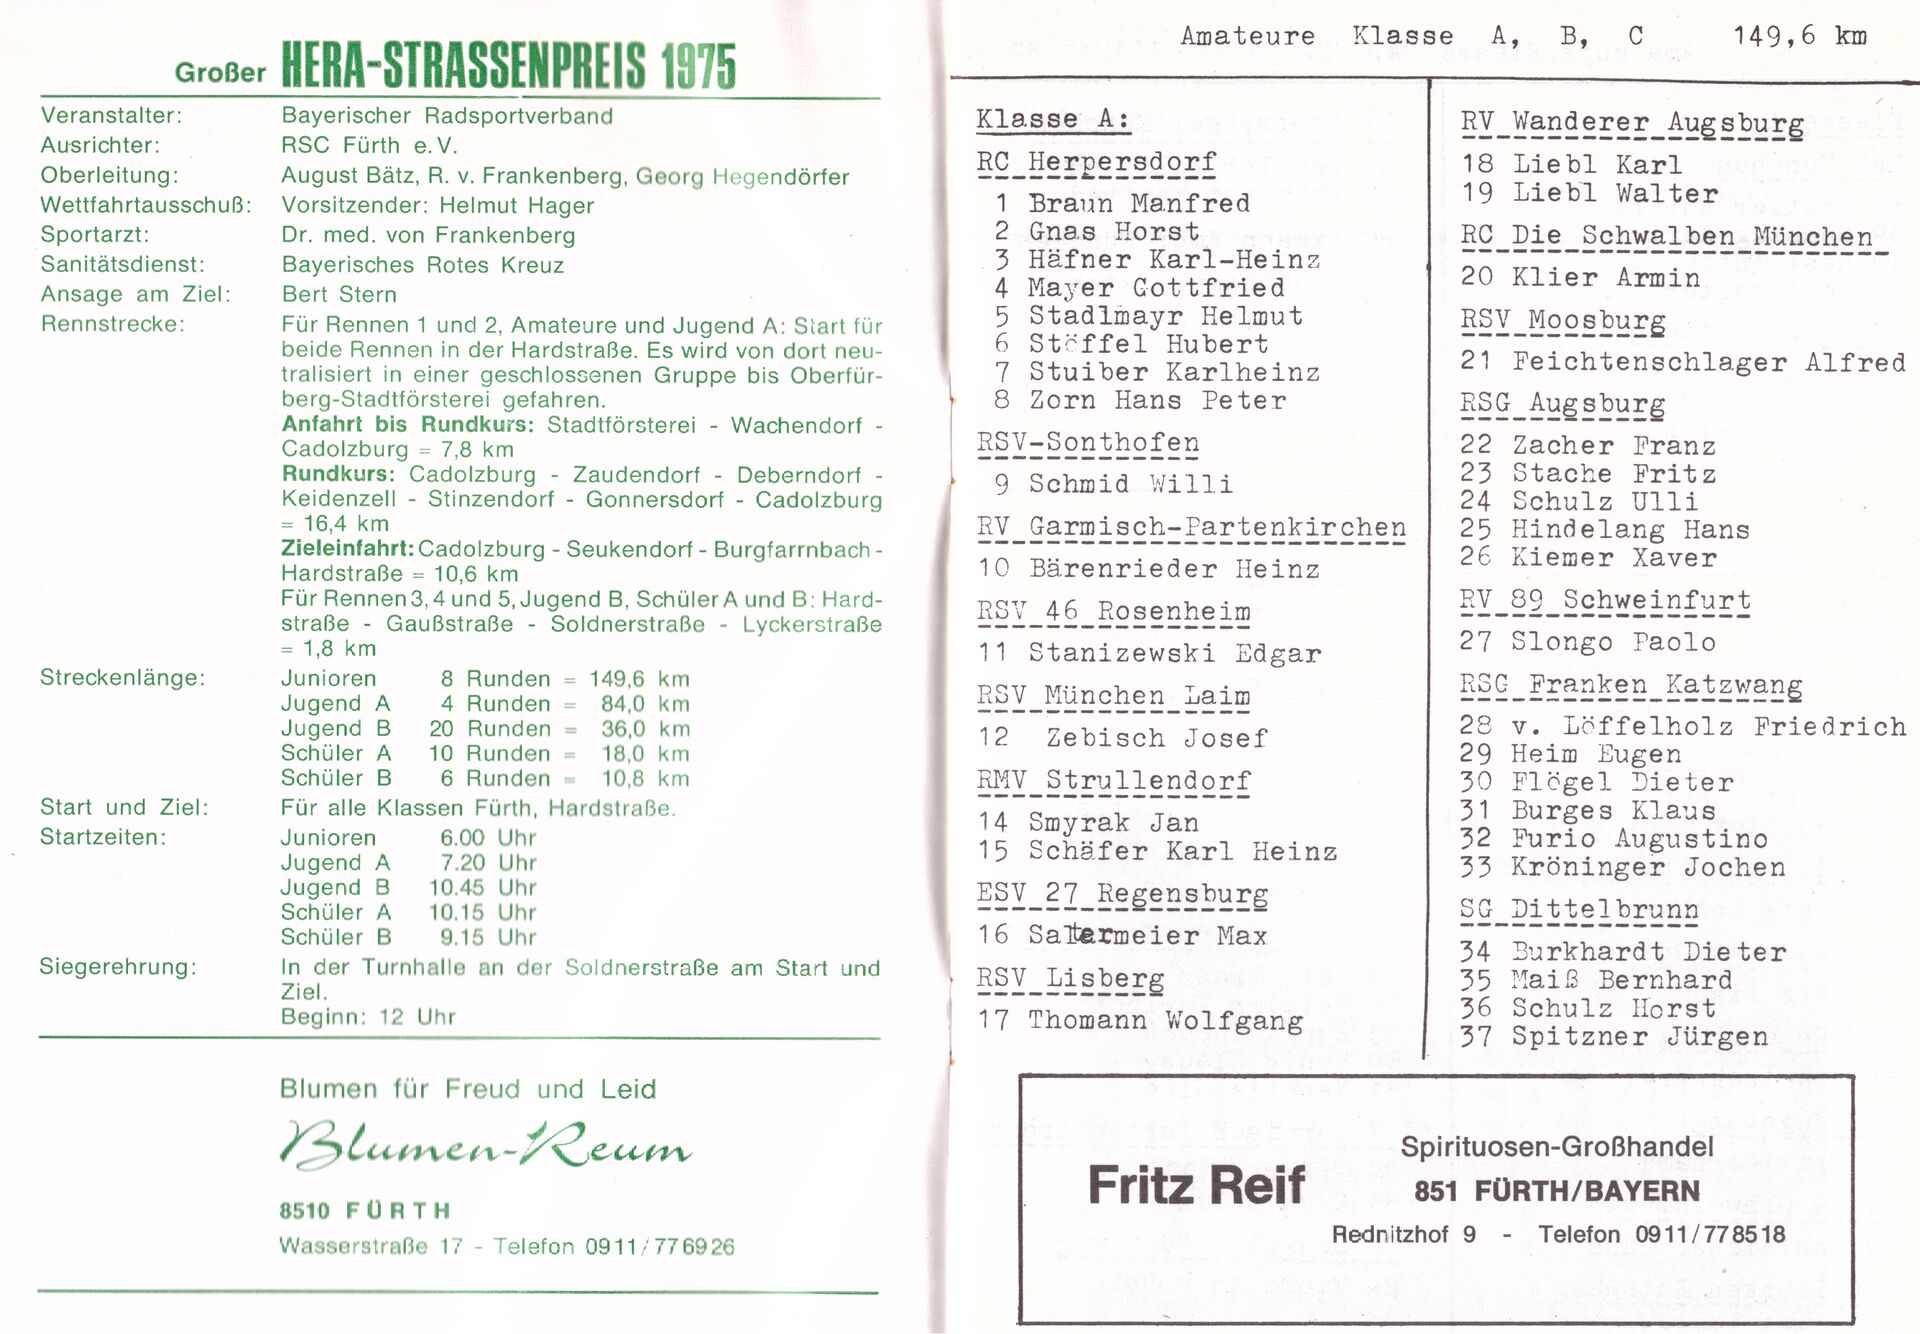 Großer HERA-STRASSENPREIS 1975
Veranstalter: Bayerischer Radsportverband
Ausrichter: RSC Fürth e.V.
Oberleitung: August Bätz, R. v. Frankenberg, Georg Hegendörfer
Wettfahrtausschuß: Vorsitzender: Helmut Hager
Sportarzt: Dr. med. von Frankenberg
Sanitätsdienst: Bayerisches Rotes Kreuz
Ansage am Ziel: Bert Stern
Rennstrecke: Für Rennen 1 und 2, Amateure und Jugend A: Start für
beide Rennen in der Hardstraße. Es wird von dort neu-
tralisiert in einer geschlossenen Gruppe bis Oberfür-
berg-Stadtförsterei gefahren.
Anfahrt bis Rundkurs: Stadtförsterei - Wachendorf -
Cadolzburg = 7,8 km
Rundkurs: Cadolzburg - Zaudendorf - Deberndorf -
Keidenzell - Stinzendorf - Gonnersdorf - Cadolzburg
= 16,4 km
Zieleinfahrt: Cadolzburg - Seukendorf - Burgfarrnbach -
Hardstraße = 10,6 km
Für Rennen 3, 4 und 5, Jugend B, Schüler A und B: Hard-
straße - Gaußstraße - Soldnerstraße - Lyckerstraße
= 1,8 km
Streckenlänge: Junioren 8 Runden = 149,6 km
Jugend A 4 Runden = 84,0 km
Jugend B 20 Runden = 36,0 km
Schüler A 10 Runden = 18,0 km
Schüler B 6 Runden = 10,8 km
Start und Ziel: Für alle Klassen Fürth, Hardstraße.
Startzeiten: Junioren 6.00 Uhr
Jugend A 7.20 Uhr
Jugend B 10.45 Uhr
Schüler A 10.15 Uhr
Schüler B 9.15 Uhr
Siegerehrung: In der Turnhalle an der Soldnerstraße am Start und
Ziel.
Beginn: 12 Uhr
Blumen für Freud und Leid
Blumen-Reum
8510 FÜRTH
Wasserstraße 17 - Telefon 0911/776926
Amateure Klasse A, B, C 149,6 km
Klasse A:
RC Herpersdorf
1 Braun Manfred
2 Gnas Horst
3 Häfner Karl-Heinz
4 Mayer Gottfried
5 Stadlmayr Helmut
6 Stöffel Hubert
7 Stuiber Karlheinz
8 Zorn Hans Peter
RSV-Sonthofen
9 Schmid Willi
RV Garmisch-Partenkirchen
10 Bärenrieder Heinz
RSV 46 Rosenheim
11 Stanizewski Edgar
RSV München Laim
12 Zebisch Josef
RMV Strullendorf
14 Smyrak Jan
15 Schäfer Karl Heinz
ESV 27 Regensburg
16 Saltermeier Max
RSV Lisberg
17 Thomann Wolfgang
RV Wanderer Augsburg
18 Liebl Karl
19 Liebl Walter
RC Die Schwalben München
20 Klier Armin
RSV Moosburg
21 Feichtenschlager Alfred
RSG Augsburg
22 Zacher Franz
23 Stache Fritz
24 Schulz Ulli
25 Hindelang Hans
26 Kiemer Xaver
RV 89 Schweinfurt
27 Slongo Paolo
RSG Franken Katzwang
28 v. Löffelholz Friedrich
29 Heim Eugen
30 Flögel Dieter
31 Burges Klaus
32 Furio Augustino
33 Kröninger Jochen
SG Dittelbrunn
34 Burkhardt Dieter
35 Maiß Bernhard
36 Schulz Horst
37 Spitzner Jürgen
Spirituosen-Großhandel
Fritz Reif 851 FÜRTH/BAYERN
Rednitzhof 9 - Telefon 0911/778518